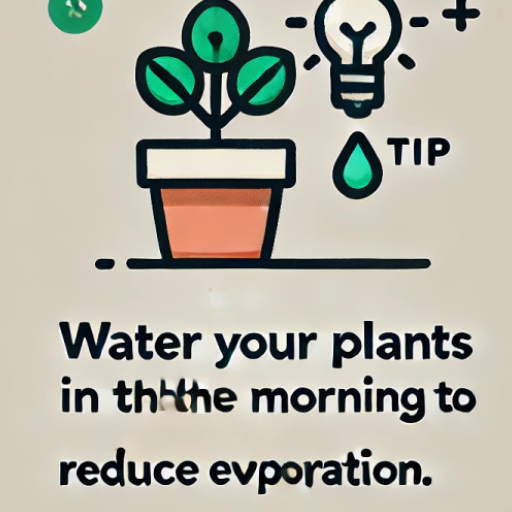 TIP
Water your plants
in morning to
reduce evporation.